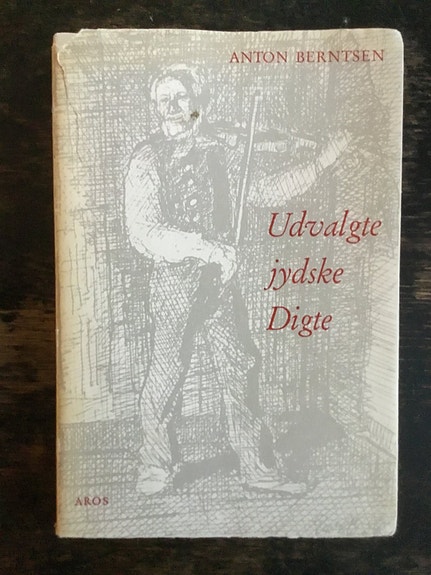 ANTON BERNTSEN
Udvalgte
jydske
Digte
AROS